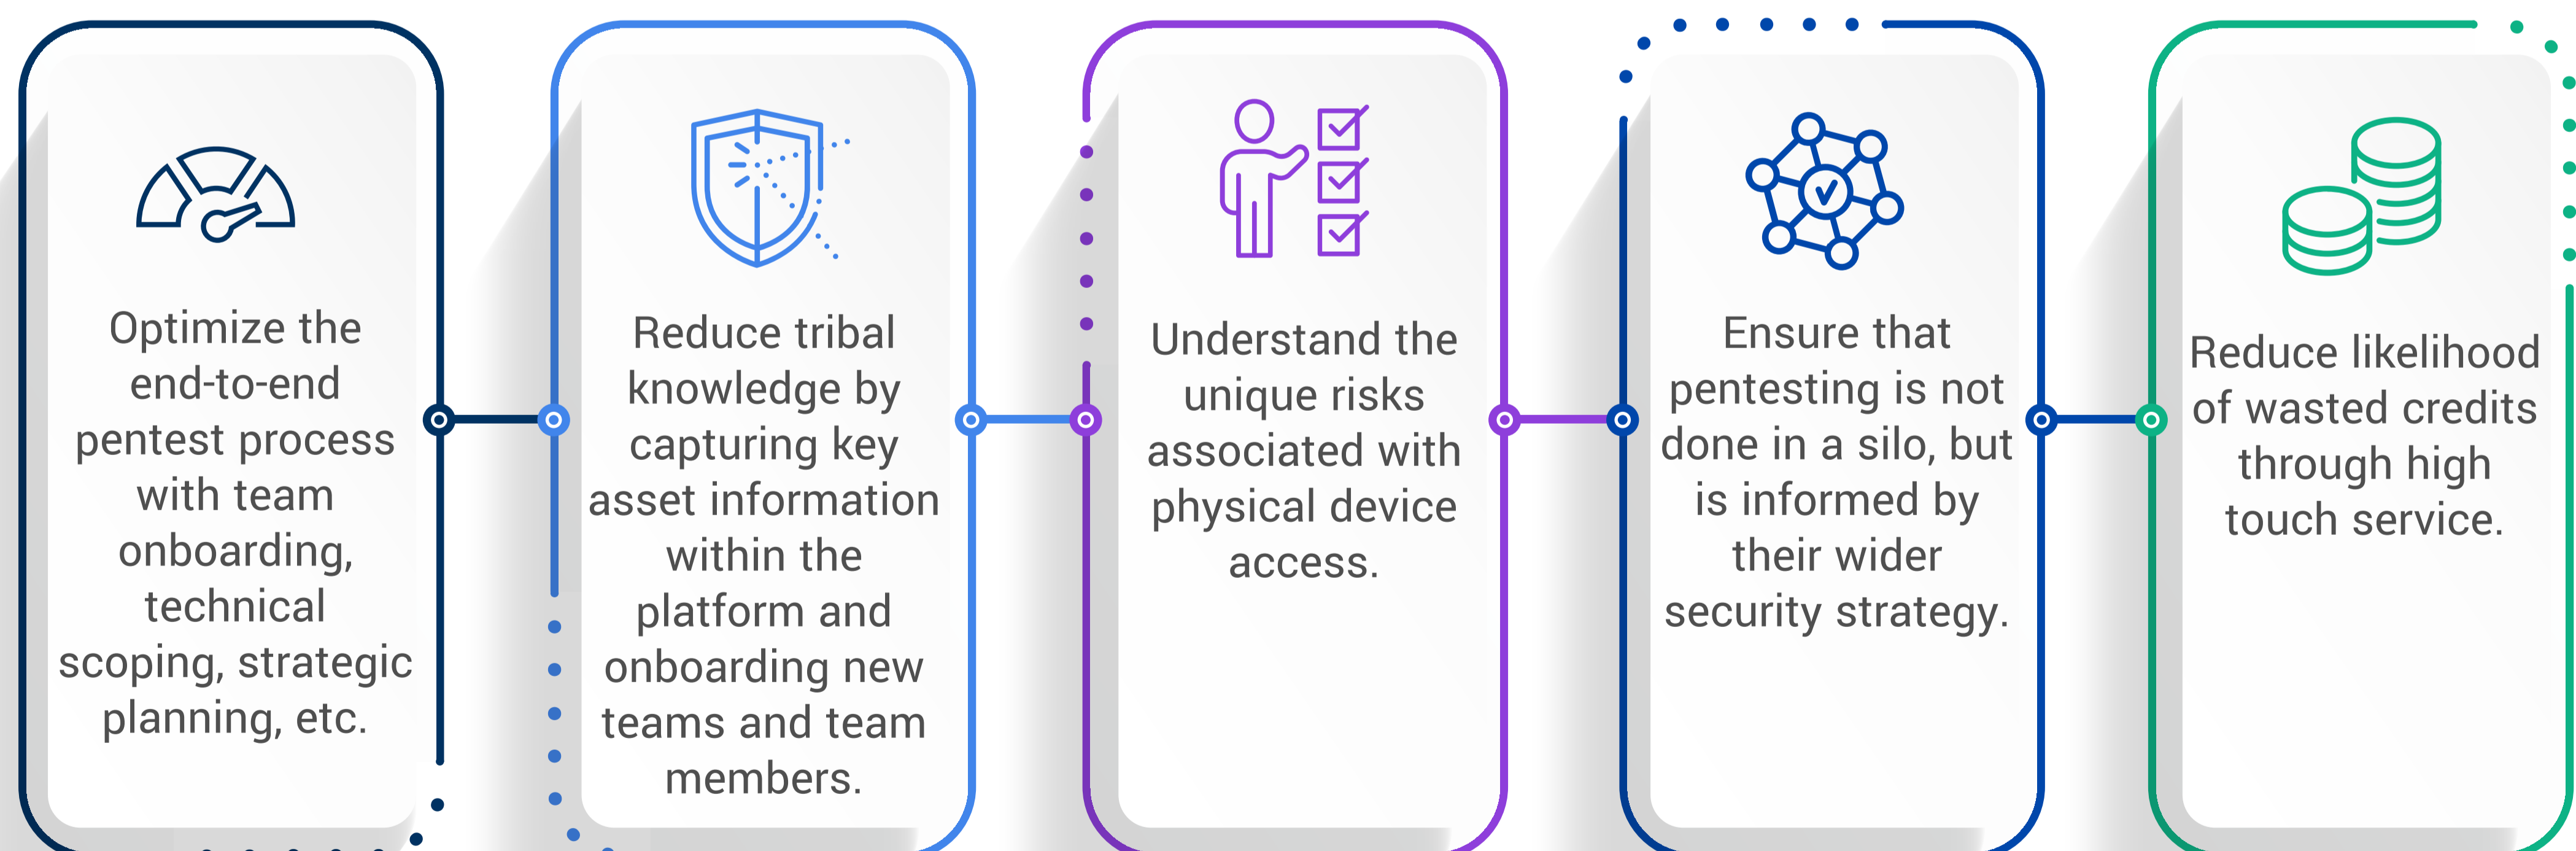 Optimize the
end-to-end
pentest process
with team
onboarding,
technical
scoping, strategic
planning, etc.
Reduce tribal
knowledge by
capturing key
asset information
within the
platform and
onboarding new
teams and team
members.
Understand the
unique risks
associated with
physical device
access.
Ensure that
pentesting is not
done in a silo, but
is informed by
their wider
security strategy.
Reduce likelihood
of wasted credits
through high
touch service.